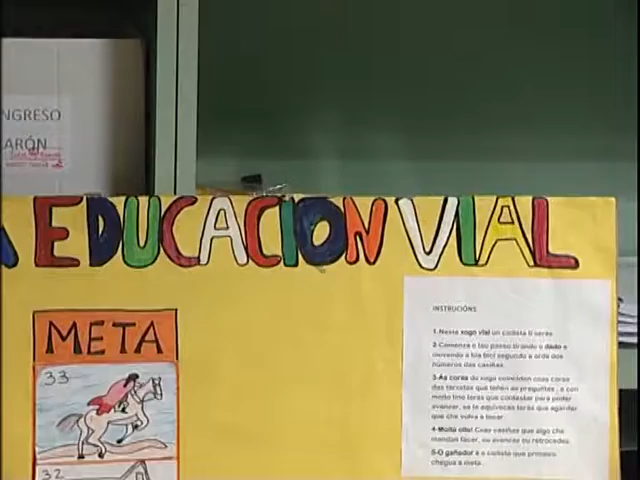 NGRESO
ARÓN
A EDUCACION VIAL
META
33
32
INSTRUCIÓNS
1-Neste xogo vial un ciclista ti serás
2-Comeza o teu paseo tirando o dado e
movendo a bici segundo a orde dos
números das casiñas.
3-As cores do xogo coinciden coas cores
das tarxetas que teñen as preguntas, e con
moito tino teras que contestar para poder
avanzar, se te equivocas teras que agardar
que che volva a tocar.
4-Moito ollo! Coas casiñas que algo che
mandan facer, ou avanzas ou retrocedes.
5-O gañador é o ciclista que primeiro
chegue a meta.